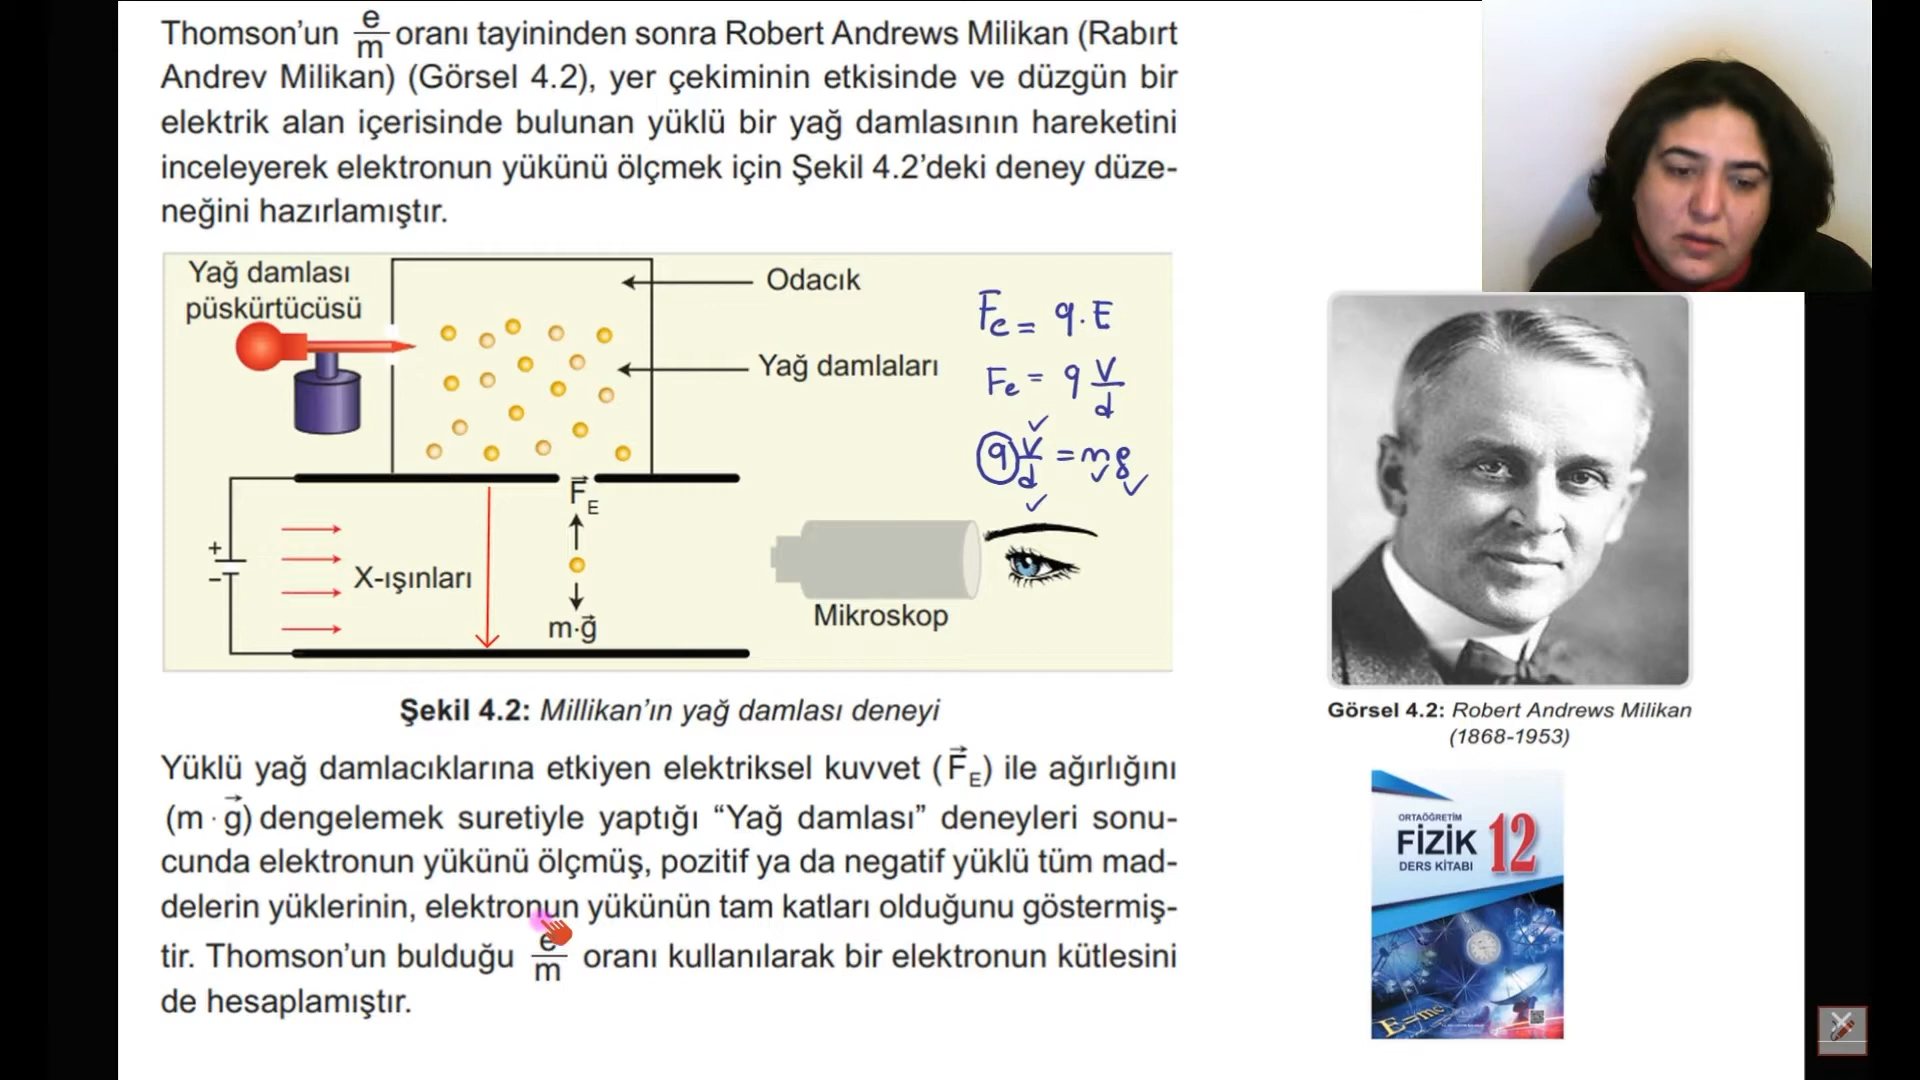 Thomson’un e/m oranı tayininden sonra Robert Andrews Milikan (Rabırt
Andrev Milikan) (Görsel 4.2), yer çekiminin etkisinde ve düzgün bir
elektrik alan içerisinde bulunan yüklü bir yağ damlasının hareketini
inceleyerek elektronun yükünü ölçmek için Şekil 4.2’deki deney düze-
neğini hazırlamıştır.
Yağ damlası
püskürtücüsü
Odacık
Yağ damlaları
Fe = q.E
Fe = q V/d
q V/d = mg
F⃗E
+
−
X-ışınları
m·g⃗
Mikroskop
Şekil 4.2: Millikan’ın yağ damlası deneyi
Görsel 4.2: Robert Andrews Milikan
(1868-1953)
Yüklü yağ damlacıklarına etkiyen elektriksel kuvvet (F⃗E) ile ağırlığını
(m · g⃗) dengelemek suretiyle yaptığı “Yağ damlası” deneyleri sonu-
cunda elektronun yükünü ölçmüş, pozitif ya da negatif yüklü tüm mad-
delerin yüklerinin, elektronun yükünün tam katları olduğunu göstermiş-
tir. Thomson’un bulduğu e/m oranı kullanılarak bir elektronun kütlesini
de hesaplamıştır.
ORTAÖĞRETİM
FİZİK 12
DERS KİTABI